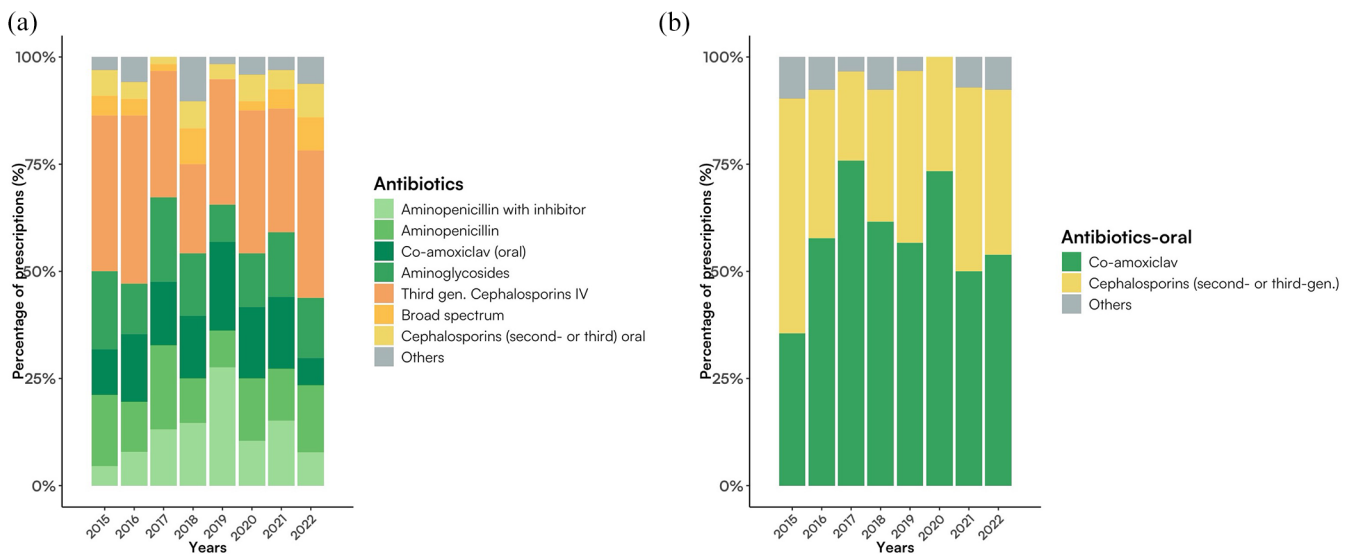 (a)
Percentage of prescriptions (%)
100%
75%
50%
25%
0%
2015
2016
2017
2018
2019
2020
2021
2022
Years
Antibiotics
Aminopenicillin with inhibitor
Aminopenicillin
Co-amoxiclav (oral)
Aminoglycosides
Third gen. Cephalosporins IV
Broad spectrum
Cephalosporins (second- or third) oral
Others
(b)
Percentage of prescriptions (%)
100%
75%
50%
25%
0%
2015
2016
2017
2018
2019
2020
2021
2022
Years
Antibiotics-oral
Co-amoxiclav
Cephalosporins (second- or third-gen.)
Others